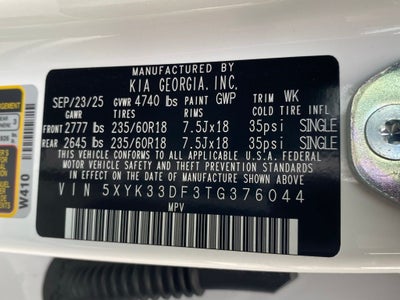 MANUFACTURED BY
KIA GEORGIA. INC.
SEP/23/25 GVWR 4740 lbs PAINT GWP TRIM WK
GAWR TIRES RIMS COLD TIRE INFL
FRONT 2777 lbs 235/60R18 7.5Jx18 35psi SINGLE
REAR 2645 lbs 235/60R18 7.5Jx18 35psi SINGLE
THIS VEHICLE CONFORMS TO ALL APPLICABLE U.S. FEDERAL
MOTOR VEHICLE SAFETY AND THEFT PREVENTION STANDARDS
IN EFFECT ON THE DATE OF MANUFACTURE SHOWN ABOVE
VIN 5XYK33DF3TG376044
MPV
W410